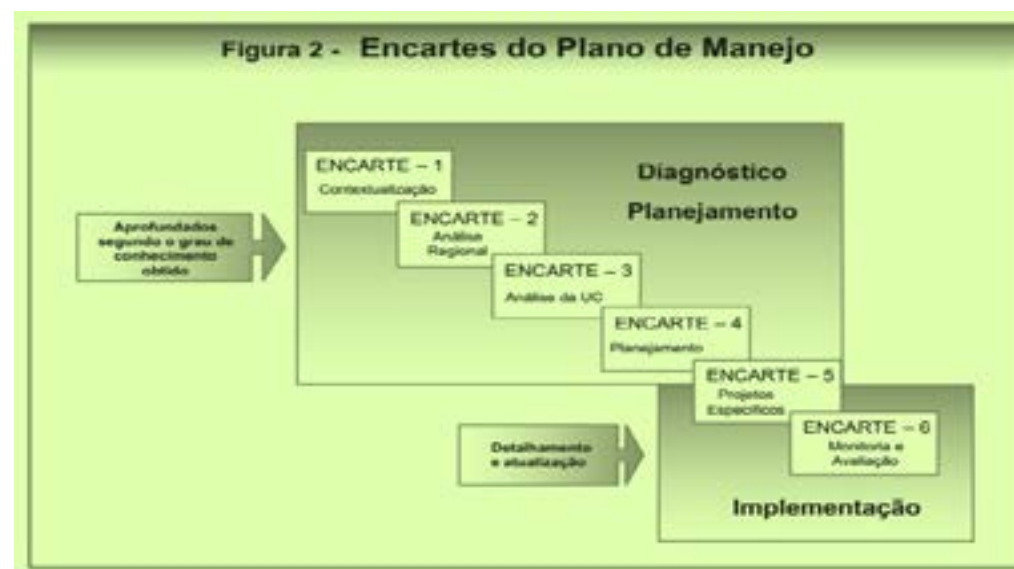 Figura 2 - Encartes do Plano de Manejo
ENCARTE – 1
Contextualização
Diagnóstico
Planejamento
Aprofundados
segundo o grau de
conhecimento
obtido
ENCARTE – 2
Análise
Regional
ENCARTE – 3
Análise da UC
ENCARTE – 4
Planejamento
ENCARTE – 5
Projetos
Específicos
ENCARTE – 6
Monitoria e
Avaliação
Detalhamento
e atualização
Implementação